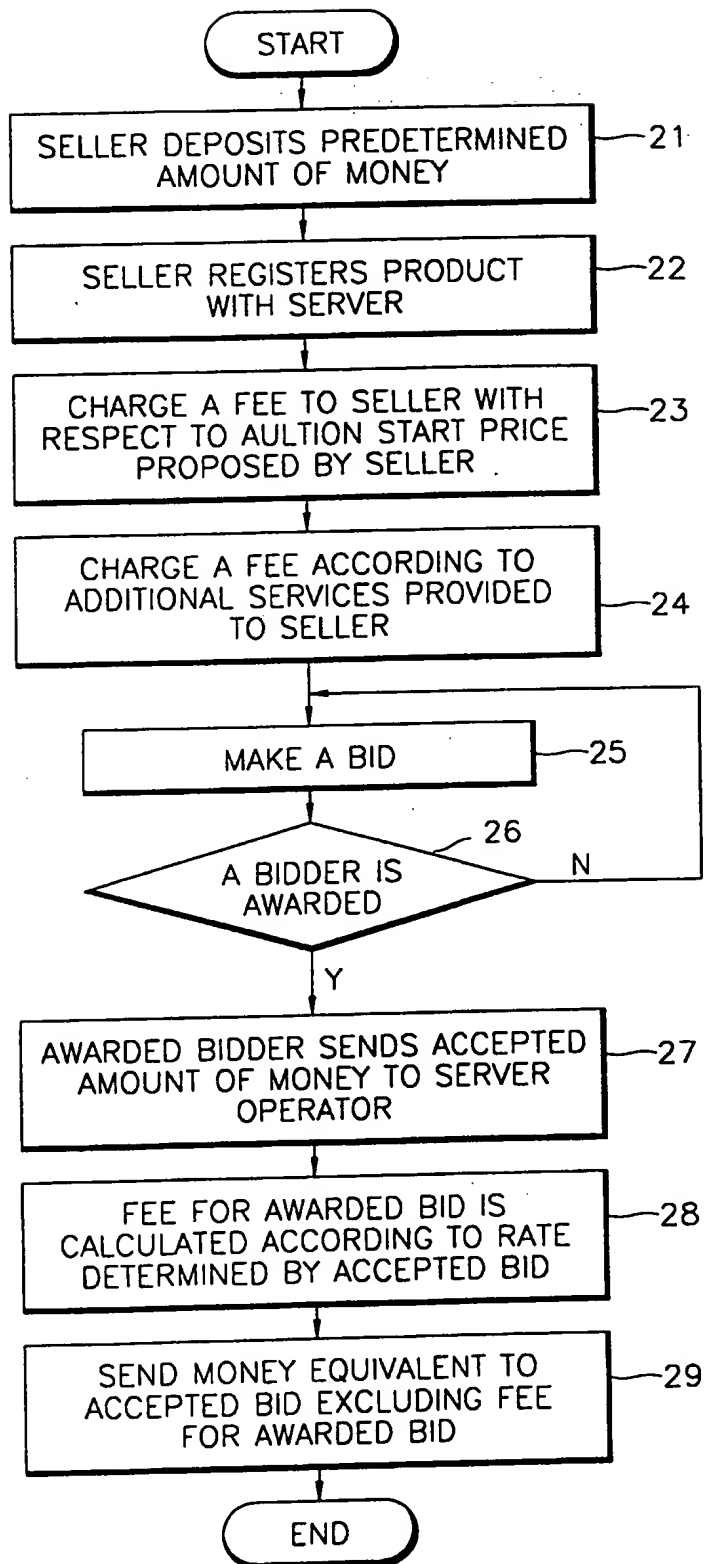 START
SELLER DEPOSITS PREDETERMINED
AMOUNT OF MONEY
21
SELLER REGISTERS PRODUCT
WITH SERVER
22
CHARGE A FEE TO SELLER WITH
RESPECT TO AULTION START PRICE
PROPOSED BY SELLER
23
CHARGE A FEE ACCORDING TO
ADDITIONAL SERVICES PROVIDED
TO SELLER
24
MAKE A BID
25
26
A BIDDER IS
AWARDED
N
Y
AWARDED BIDDER SENDS ACCEPTED
AMOUNT OF MONEY TO SERVER
OPERATOR
27
FEE FOR AWARDED BID IS
CALCULATED ACCORDING TO RATE
DETERMINED BY ACCEPTED BID
28
SEND MONEY EQUIVALENT TO
ACCEPTED BID EXCLUDING FEE
FOR AWARDED BID
29
END